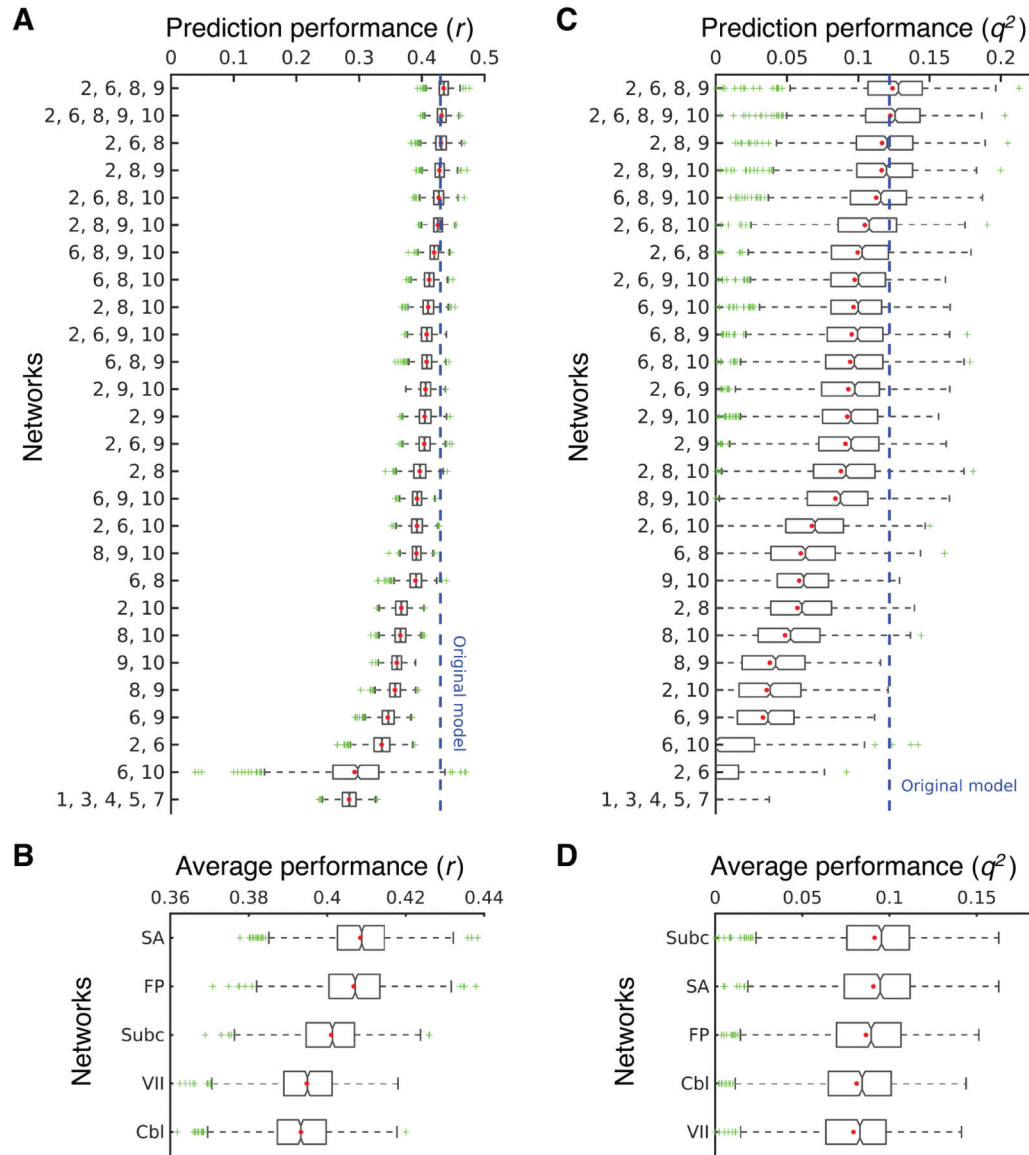 A
Prediction performance (r)
0 0.1 0.2 0.3 0.4 0.5
Networks
2, 6, 8, 9
2, 6, 8, 9, 10
2, 6, 8
2, 8, 9
2, 6, 8, 10
2, 8, 9, 10
6, 8, 9, 10
6, 8, 10
2, 8, 10
2, 6, 9, 10
6, 8, 9
2, 9, 10
2, 9
2, 6, 9
2, 8
6, 9, 10
2, 6, 10
8, 9, 10
6, 8
2, 10
8, 10
9, 10
8, 9
6, 9
2, 6
6, 10
1, 3, 4, 5, 7
Original model
C
Prediction performance (q²)
0 0.05 0.1 0.15 0.2
Networks
2, 6, 8, 9
2, 6, 8, 9, 10
2, 8, 9
2, 8, 9, 10
6, 8, 9, 10
2, 6, 8, 10
2, 6, 8
2, 6, 9, 10
6, 9, 10
6, 8, 9
6, 8, 10
2, 6, 9
2, 9, 10
2, 9
2, 8, 10
8, 9, 10
2, 6, 10
6, 8
9, 10
2, 8
8, 10
8, 9
2, 10
6, 9
6, 10
2, 6
1, 3, 4, 5, 7
Original model
B
Average performance (r)
0.36 0.38 0.4 0.42 0.44
Networks
SA
FP
Subc
VII
Cbl
D
Average performance (q²)
0 0.05 0.1 0.15
Networks
Subc
SA
FP
Cbl
VII